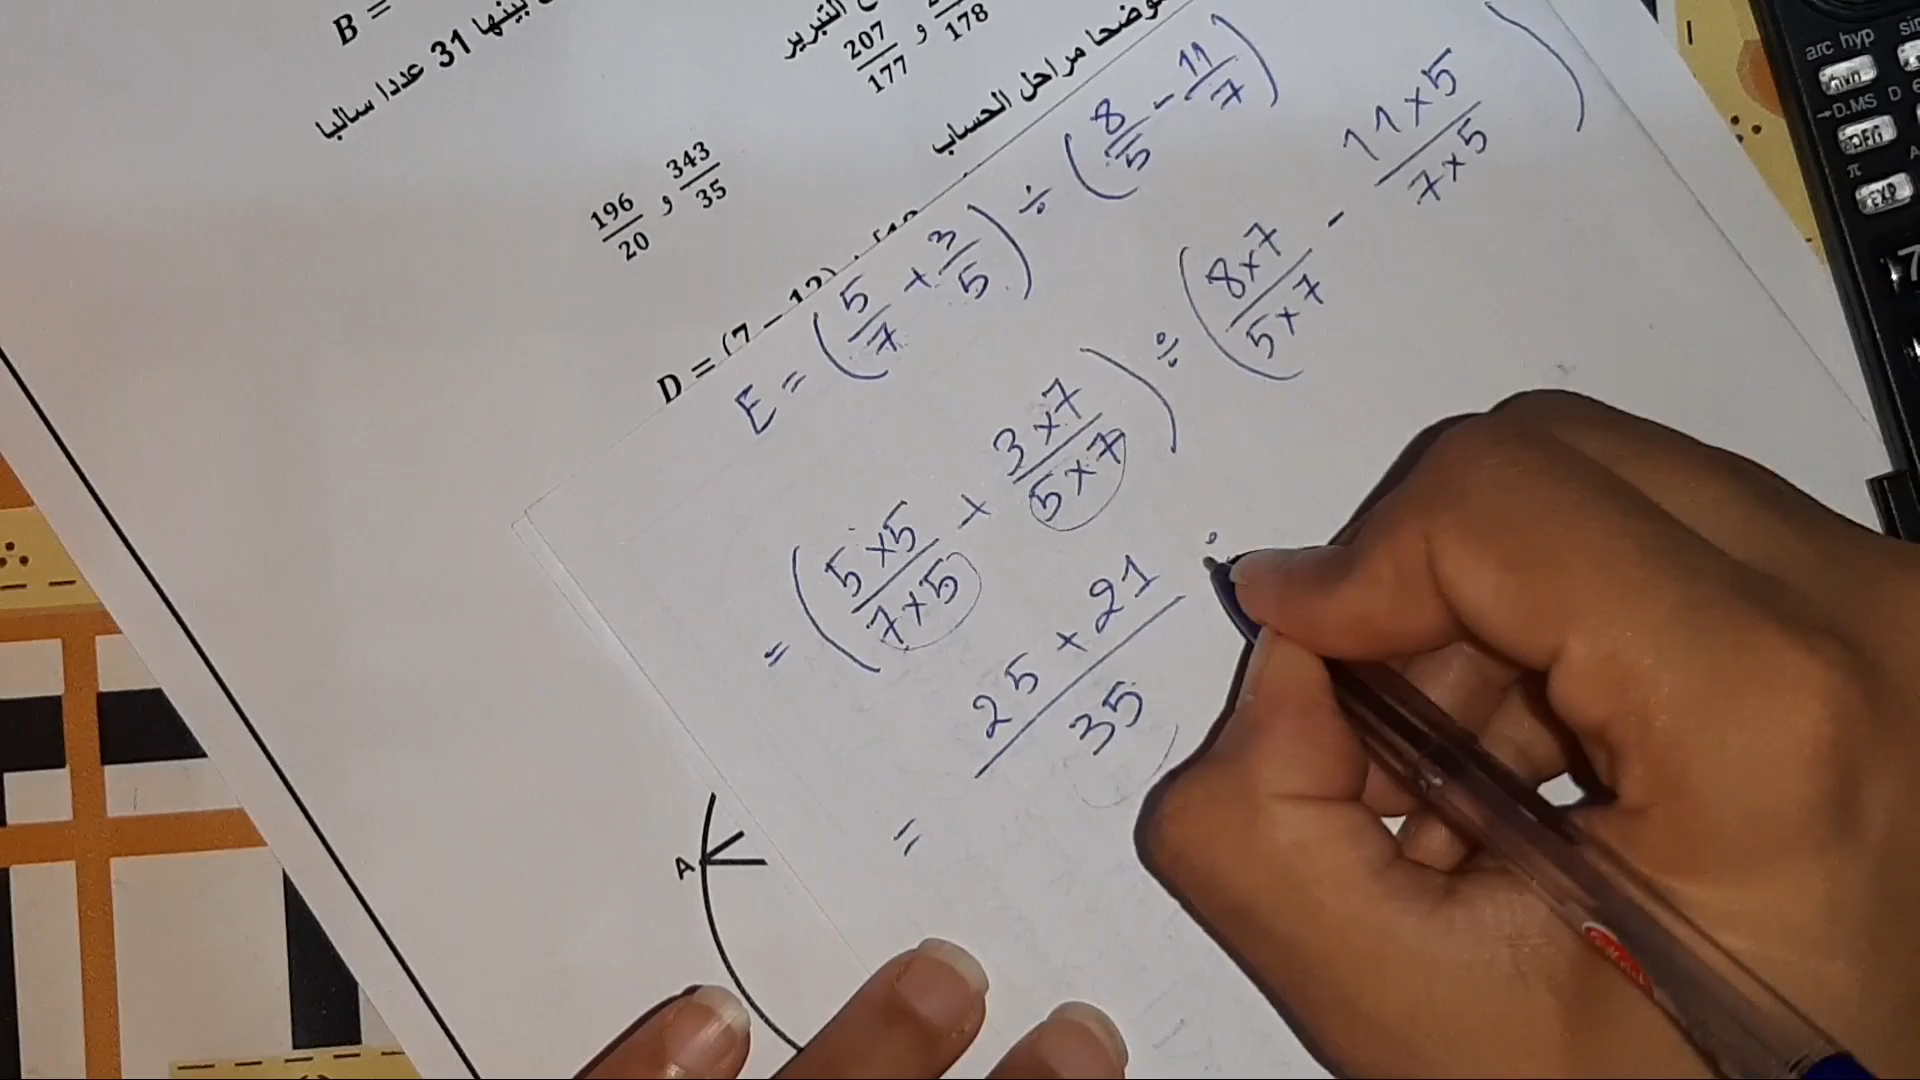 B =
بينها 31 عددا سالبا
التبرير
207/177 و /178
موضحا مراحل الحساب
196/20 و 343/35
D = (7 − 12)
E = (5/7 + 3/5) ÷ (8/5 − 11/7)
= (5×5/7×5 + 3×7/5×7) ÷ (8×7/5×7 − 11×5/7×5)
= 25 + 21/35
A
arc hyp
→D.MS D
DEG
π
EXP
7